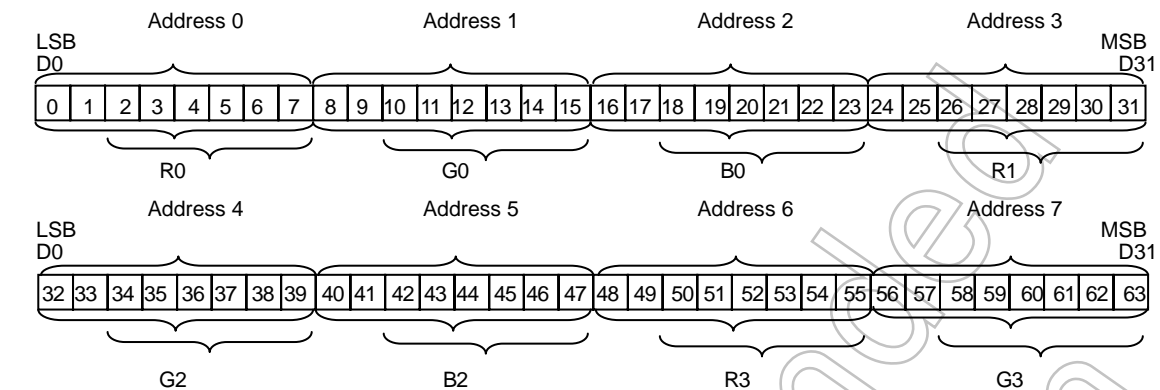 Address 0 Address 1 Address 2 Address 3
LSB MSB
D0 D31
0 1 2 3 4 5 6 7 8 9 10 11 12 13 14 15 16 17 18 19 20 21 22 23 24 25 26 27 28 29 30 31
R0 G0 B0 R1
Address 4 Address 5 Address 6 Address 7
LSB MSB
D0 D31
32 33 34 35 36 37 38 39 40 41 42 43 44 45 46 47 48 49 50 51 52 53 54 55 56 57 58 59 60 61 62 63
G2 B2 R3 G3